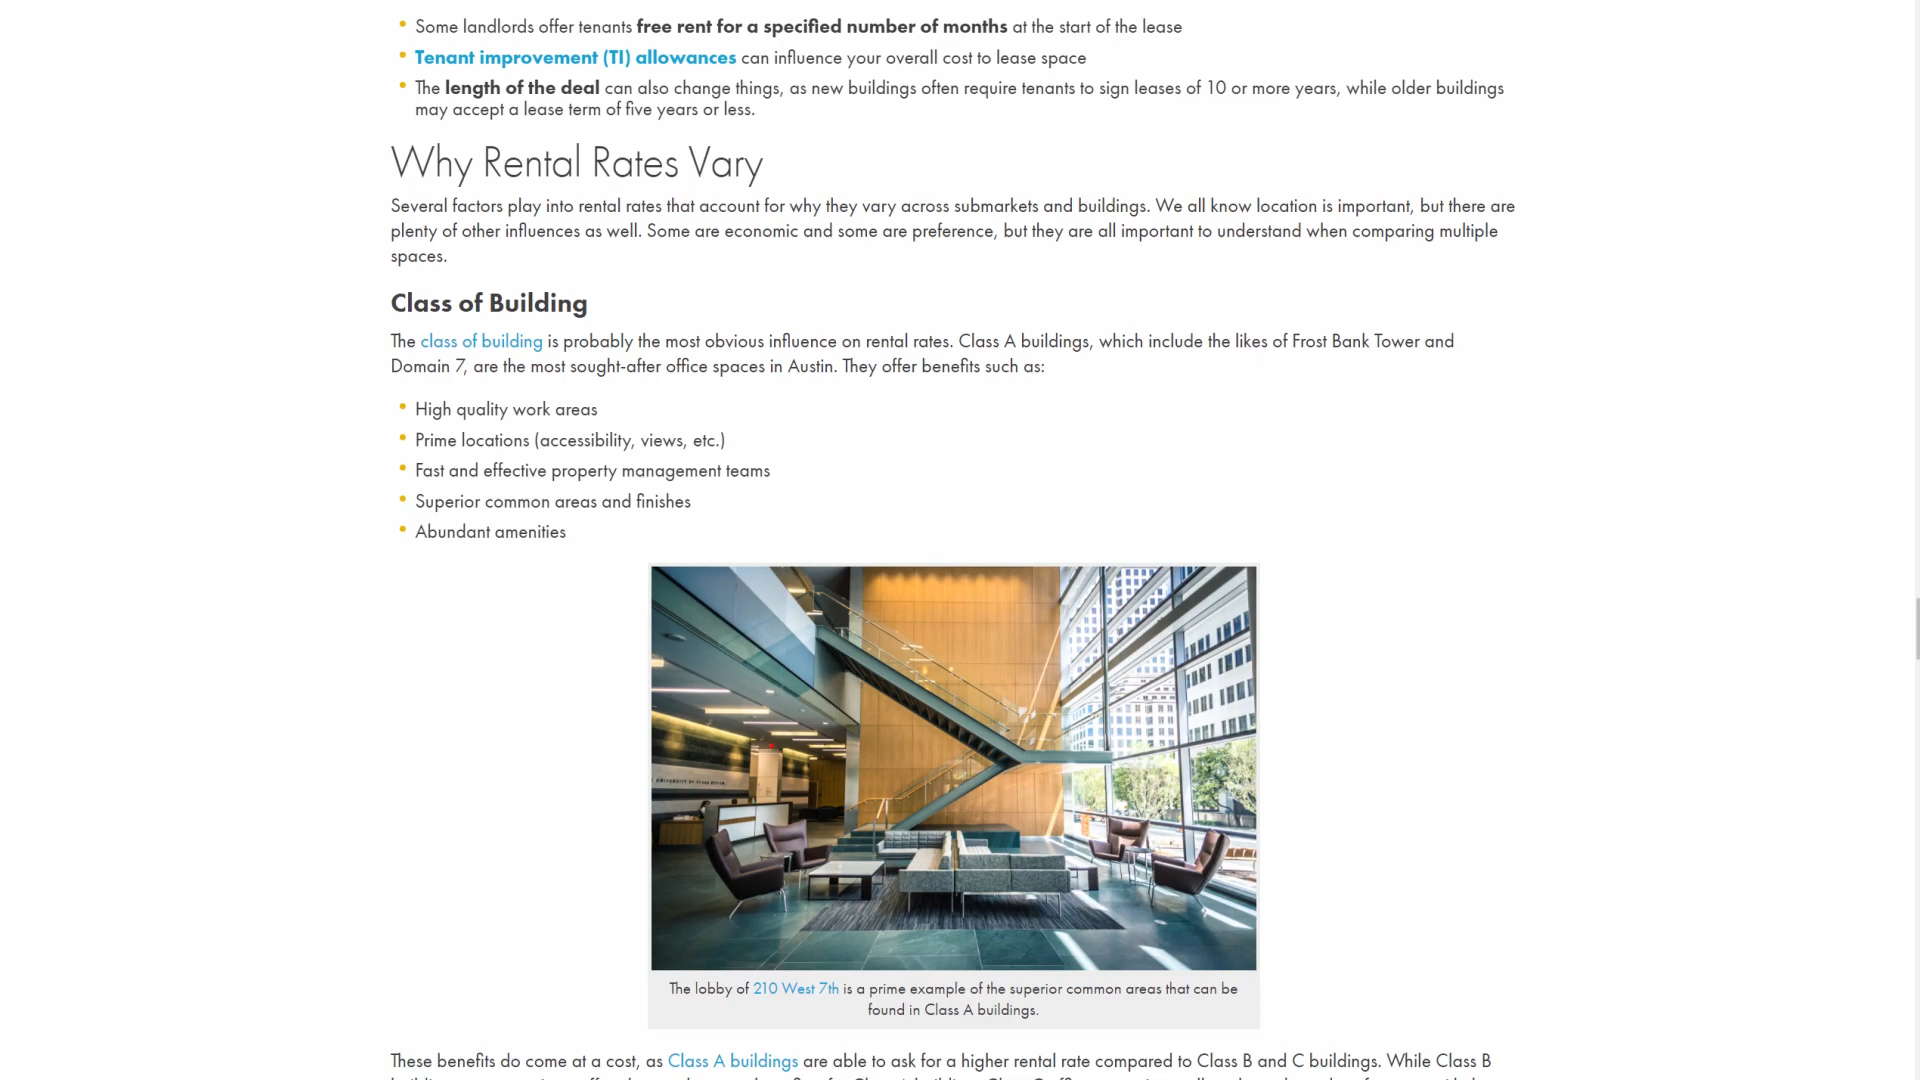 Some landlords offer tenants free rent for a specified number of months at the start of the lease
Tenant improvement (TI) allowances can influence your overall cost to lease space
The length of the deal can also change things, as new buildings often require tenants to sign leases of 10 or more years, while older buildings
may accept a lease term of five years or less.
Why Rental Rates Vary
Several factors play into rental rates that account for why they vary across submarkets and buildings. We all know location is important, but there are
plenty of other influences as well. Some are economic and some are preference, but they are all important to understand when comparing multiple
spaces.
Class of Building
The class of building is probably the most obvious influence on rental rates. Class A buildings, which include the likes of Frost Bank Tower and
Domain 7, are the most sought-after office spaces in Austin. They offer benefits such as:
High quality work areas
Prime locations (accessibility, views, etc.)
Fast and effective property management teams
Superior common areas and finishes
Abundant amenities
The lobby of 210 West 7th is a prime example of the superior common areas that can be
found in Class A buildings.
These benefits do come at a cost, as Class A buildings are able to ask for a higher rental rate compared to Class B and C buildings. While Class B